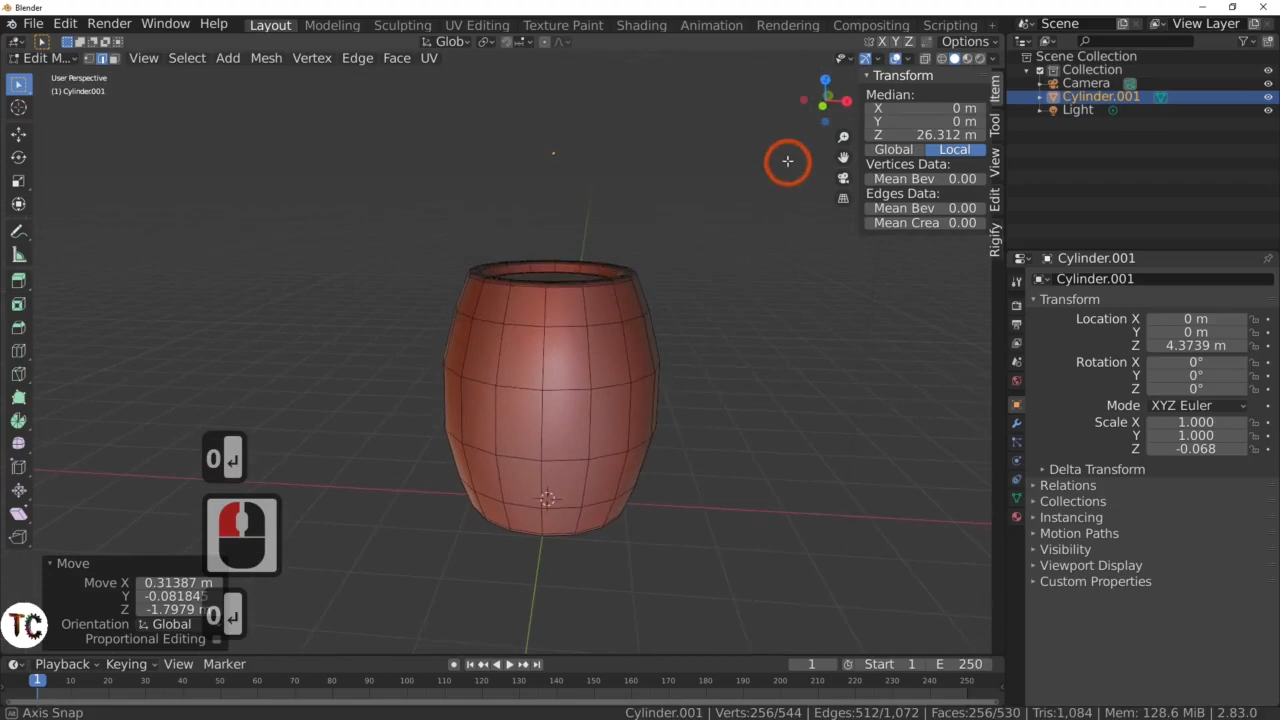 Blender
File Edit Render Window Help Layout Modeling Sculpting UV Editing Texture Paint Shading Animation Rendering Compositing Scripting + Scene View Layer
Glob X Y Z Options
Edit M... View Select Add Mesh Vertex Edge Face UV
User Perspective
(1) Cylinder.001
Transform
Median:
X 0 m
Y 0 m
Z 26.312 m
Global Local
Vertices Data:
Mean Bev 0.00
Edges Data:
Mean Bev 0.00
Mean Crea 0.00
Item
Tool
View
Edit
Rigify
Scene Collection
Collection
Camera
Cylinder.001
Light
Cylinder.001
Cylinder.001
Transform
Location X 0 m
Y 0 m
Z 4.3739 m
Rotation X 0°
Y 0°
Z 0°
Mode XYZ Euler
Scale X 1.000
Y 1.000
Z -0.068
Delta Transform
Relations
Collections
Instancing
Motion Paths
Visibility
Viewport Display
Custom Properties
0
0
Move
Move X 0.31387 m
Y -0.081845
Z -1.7979 m
Orientation Global
Proportional Editing
TC
Playback Keying View Marker 1 Start 1 E 250
1 10 20 30 40 50 60 70 80 90 100 110 120 130 140 150 160 170 180 190 200 210 220 230 240 250
Axis Snap Cylinder.001 | Verts:256/544 | Edges:512/1,072 | Faces:256/530 | Tris:1,084 | Mem: 128.6 MiB | 2.83.0